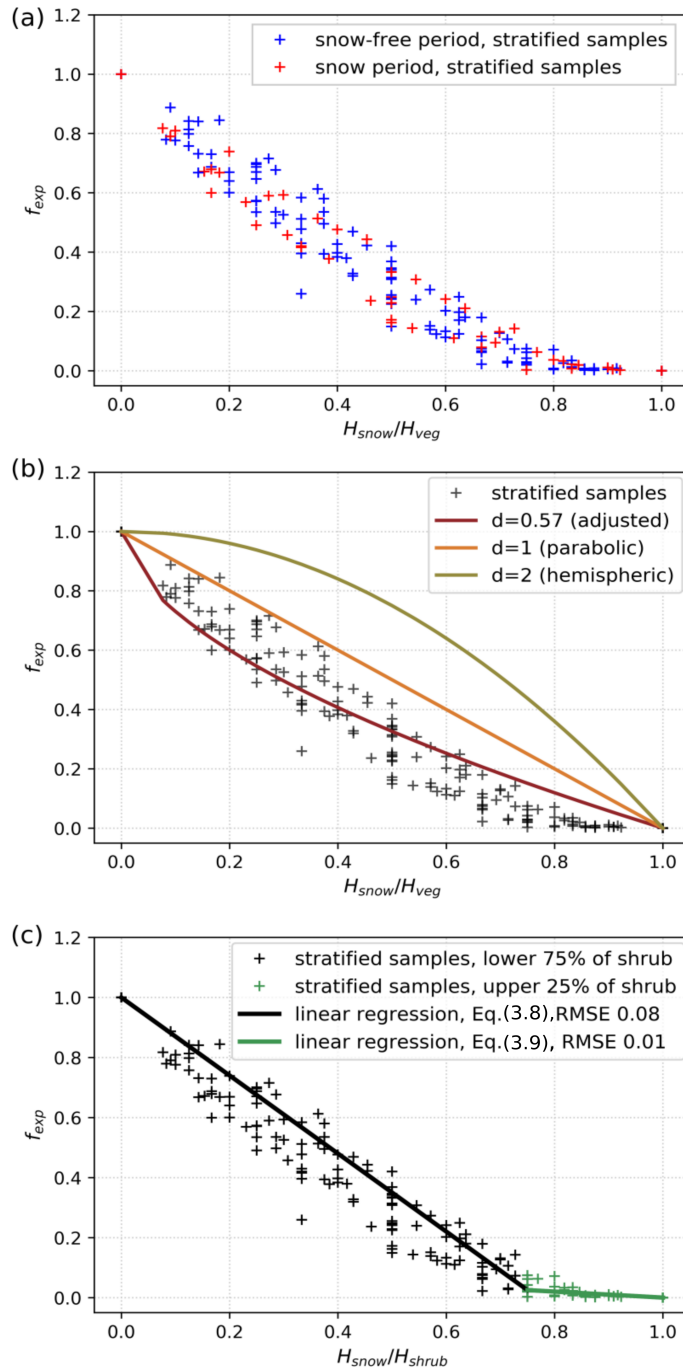 (a)
1.2
1.0
0.8
0.6
0.4
0.2
0.0
f_exp
snow-free period, stratified samples
snow period, stratified samples
0.0 0.2 0.4 0.6 0.8 1.0
H_snow/H_veg
(b)
1.2
1.0
0.8
0.6
0.4
0.2
0.0
f_exp
stratified samples
d=0.57 (adjusted)
d=1 (parabolic)
d=2 (hemispheric)
0.0 0.2 0.4 0.6 0.8 1.0
H_snow/H_veg
(c)
1.2
1.0
0.8
0.6
0.4
0.2
0.0
f_exp
stratified samples, lower 75% of shrub
stratified samples, upper 25% of shrub
linear regression, Eq.(3.8),RMSE 0.08
linear regression, Eq.(3.9), RMSE 0.01
0.0 0.2 0.4 0.6 0.8 1.0
H_snow/H_shrub